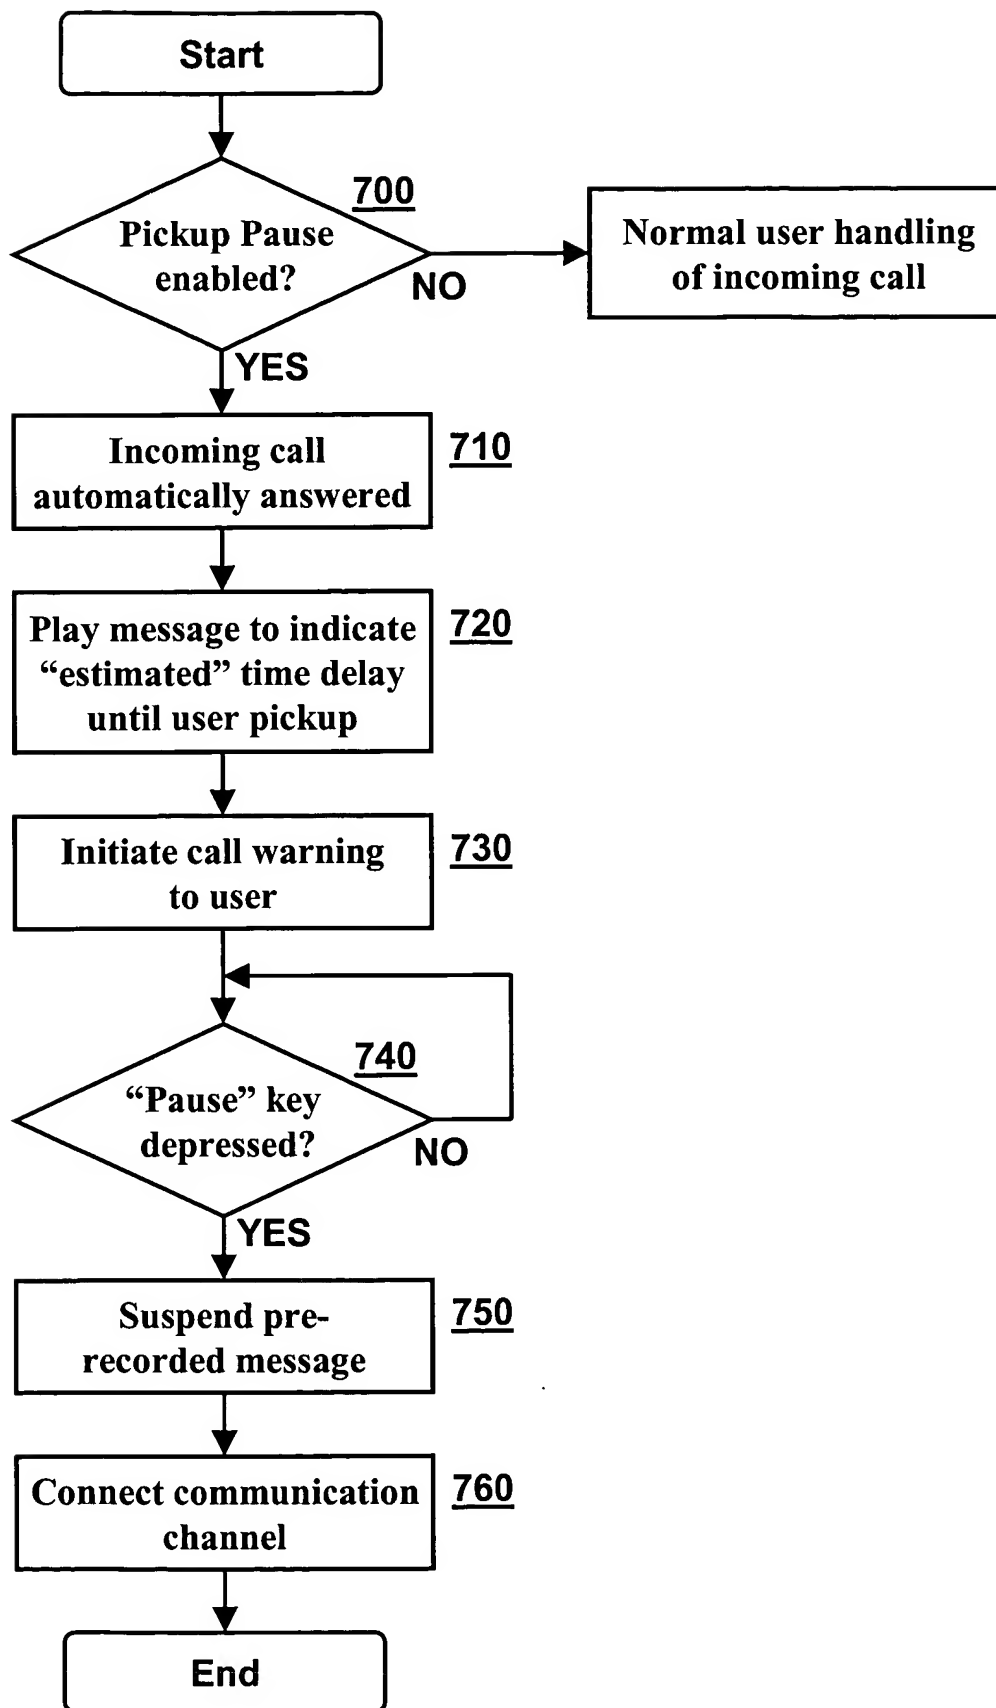 Start
700
Pickup Pause
enabled?
NO
Normal user handling
of incoming call
YES
Incoming call
automatically answered
710
Play message to indicate
“estimated” time delay
until user pickup
720
Initiate call warning
to user
730
740
“Pause” key
depressed?
NO
YES
Suspend pre-
recorded message
750
Connect communication
channel
760
End